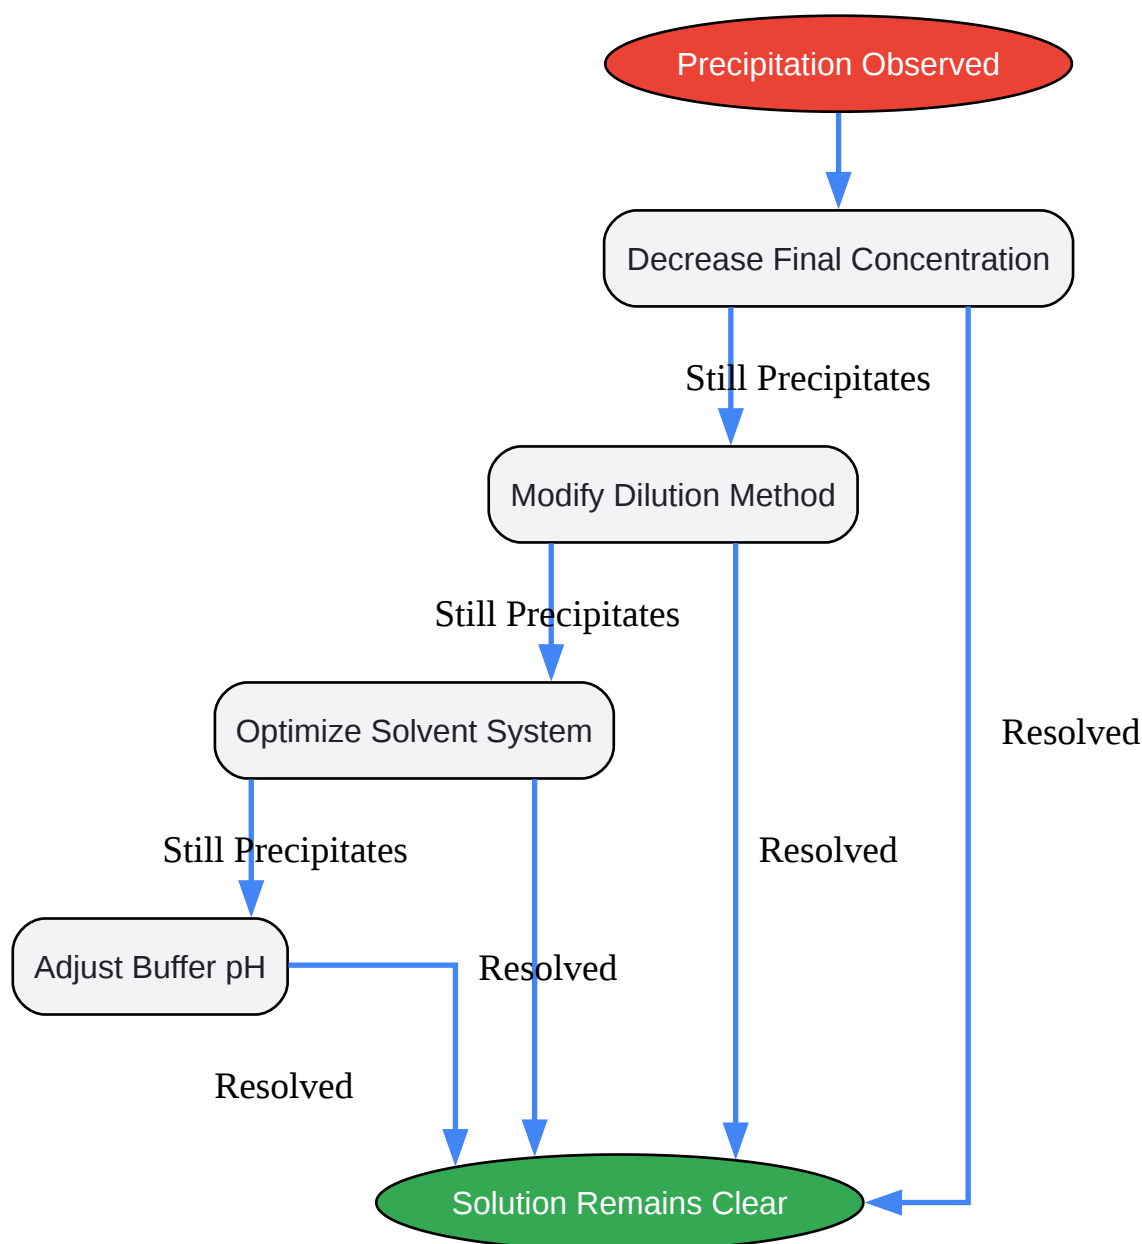 Precipitation Observed
Decrease Final Concentration
Still Precipitates
Modify Dilution Method
Still Precipitates
Optimize Solvent System
Resolved
Still Precipitates
Resolved
Adjust Buffer pH
Resolved
Resolved
Solution Remains Clear